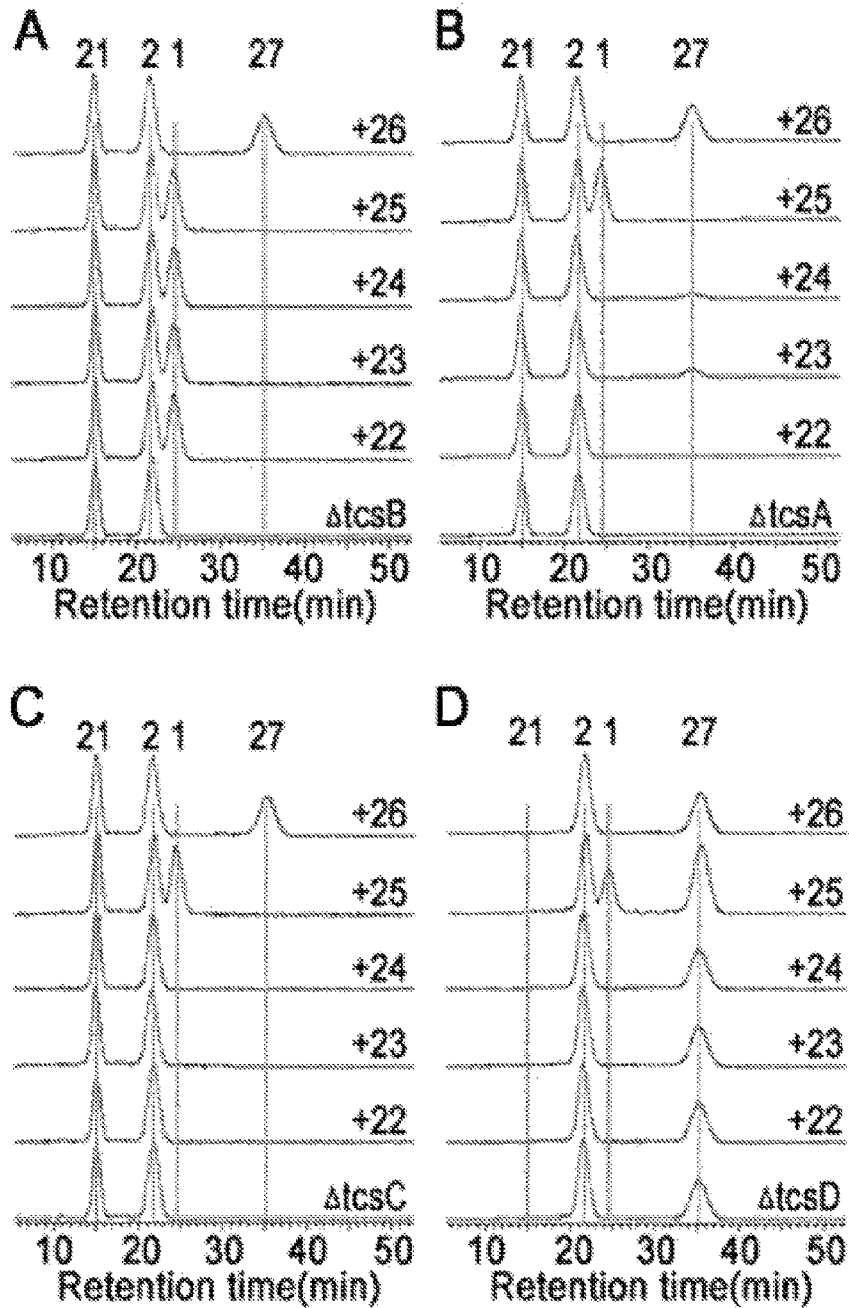 A
21 2 1 27
+26
+25
+24
+23
+22
ΔtcsB
10 20 30 40 50
Retention time(min)
B
21 2 1 27
+26
+25
+24
+23
+22
ΔtcsA
10 20 30 40 50
Retention time(min)
C
21 2 1 27
+26
+25
+24
+23
+22
ΔtcsC
10 20 30 40 50
Retention time(min)
D
21 2 1 27
+26
+25
+24
+23
+22
ΔtcsD
10 20 30 40 50
Retention time(min)